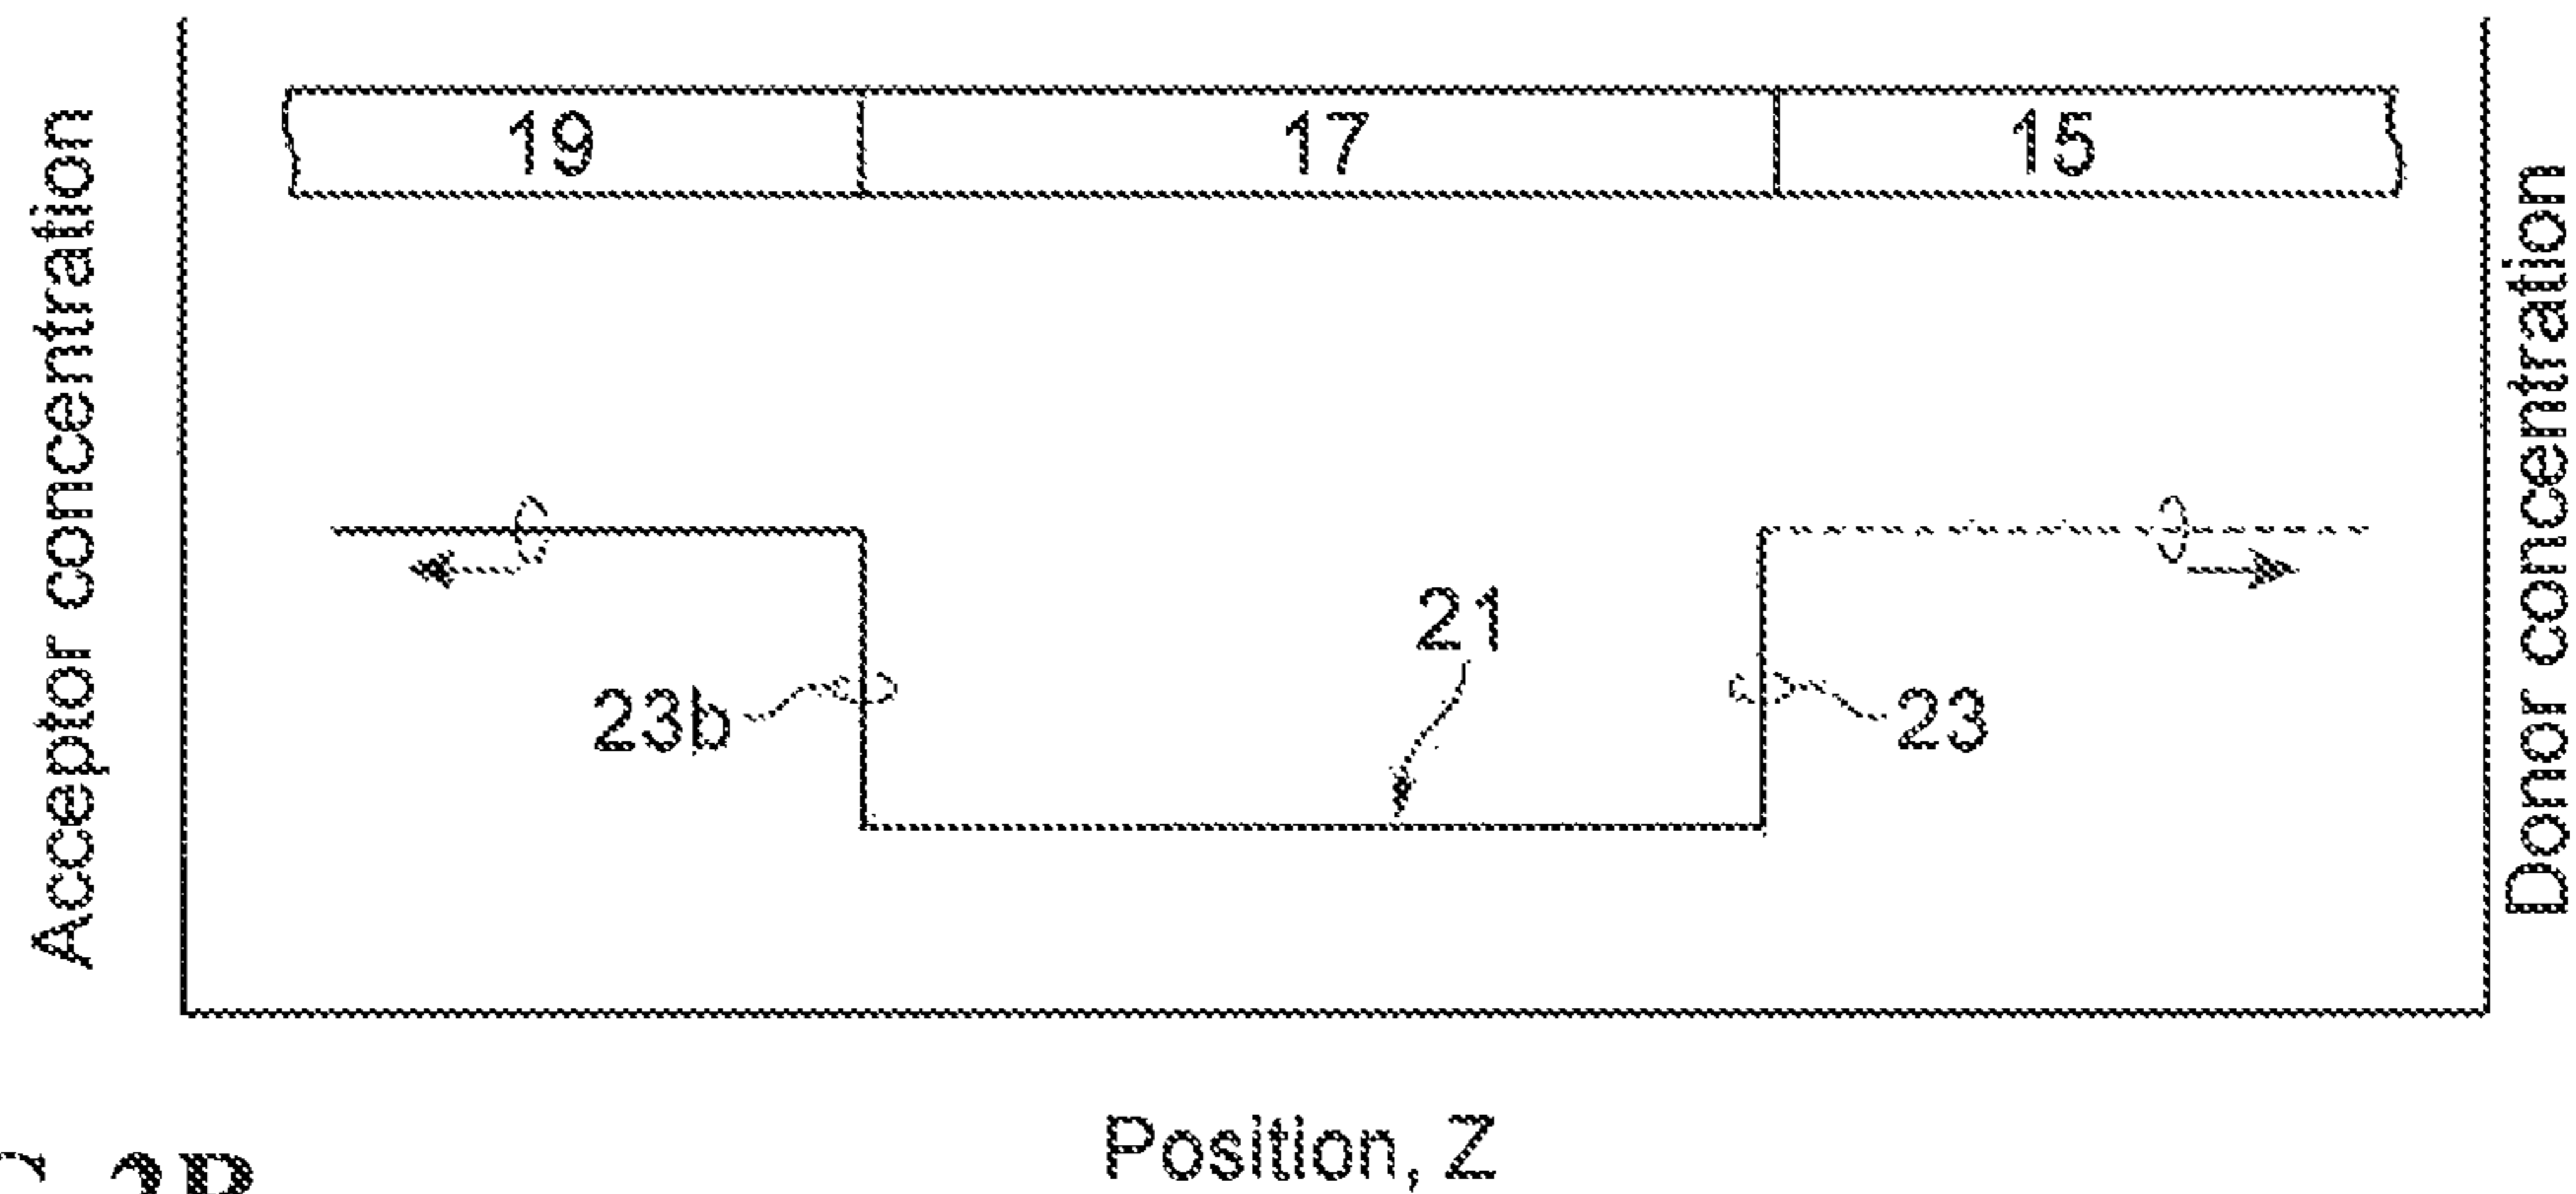 19 17 15
Acceptor concentration
Donor concentration
21
23b
23
Position, Z